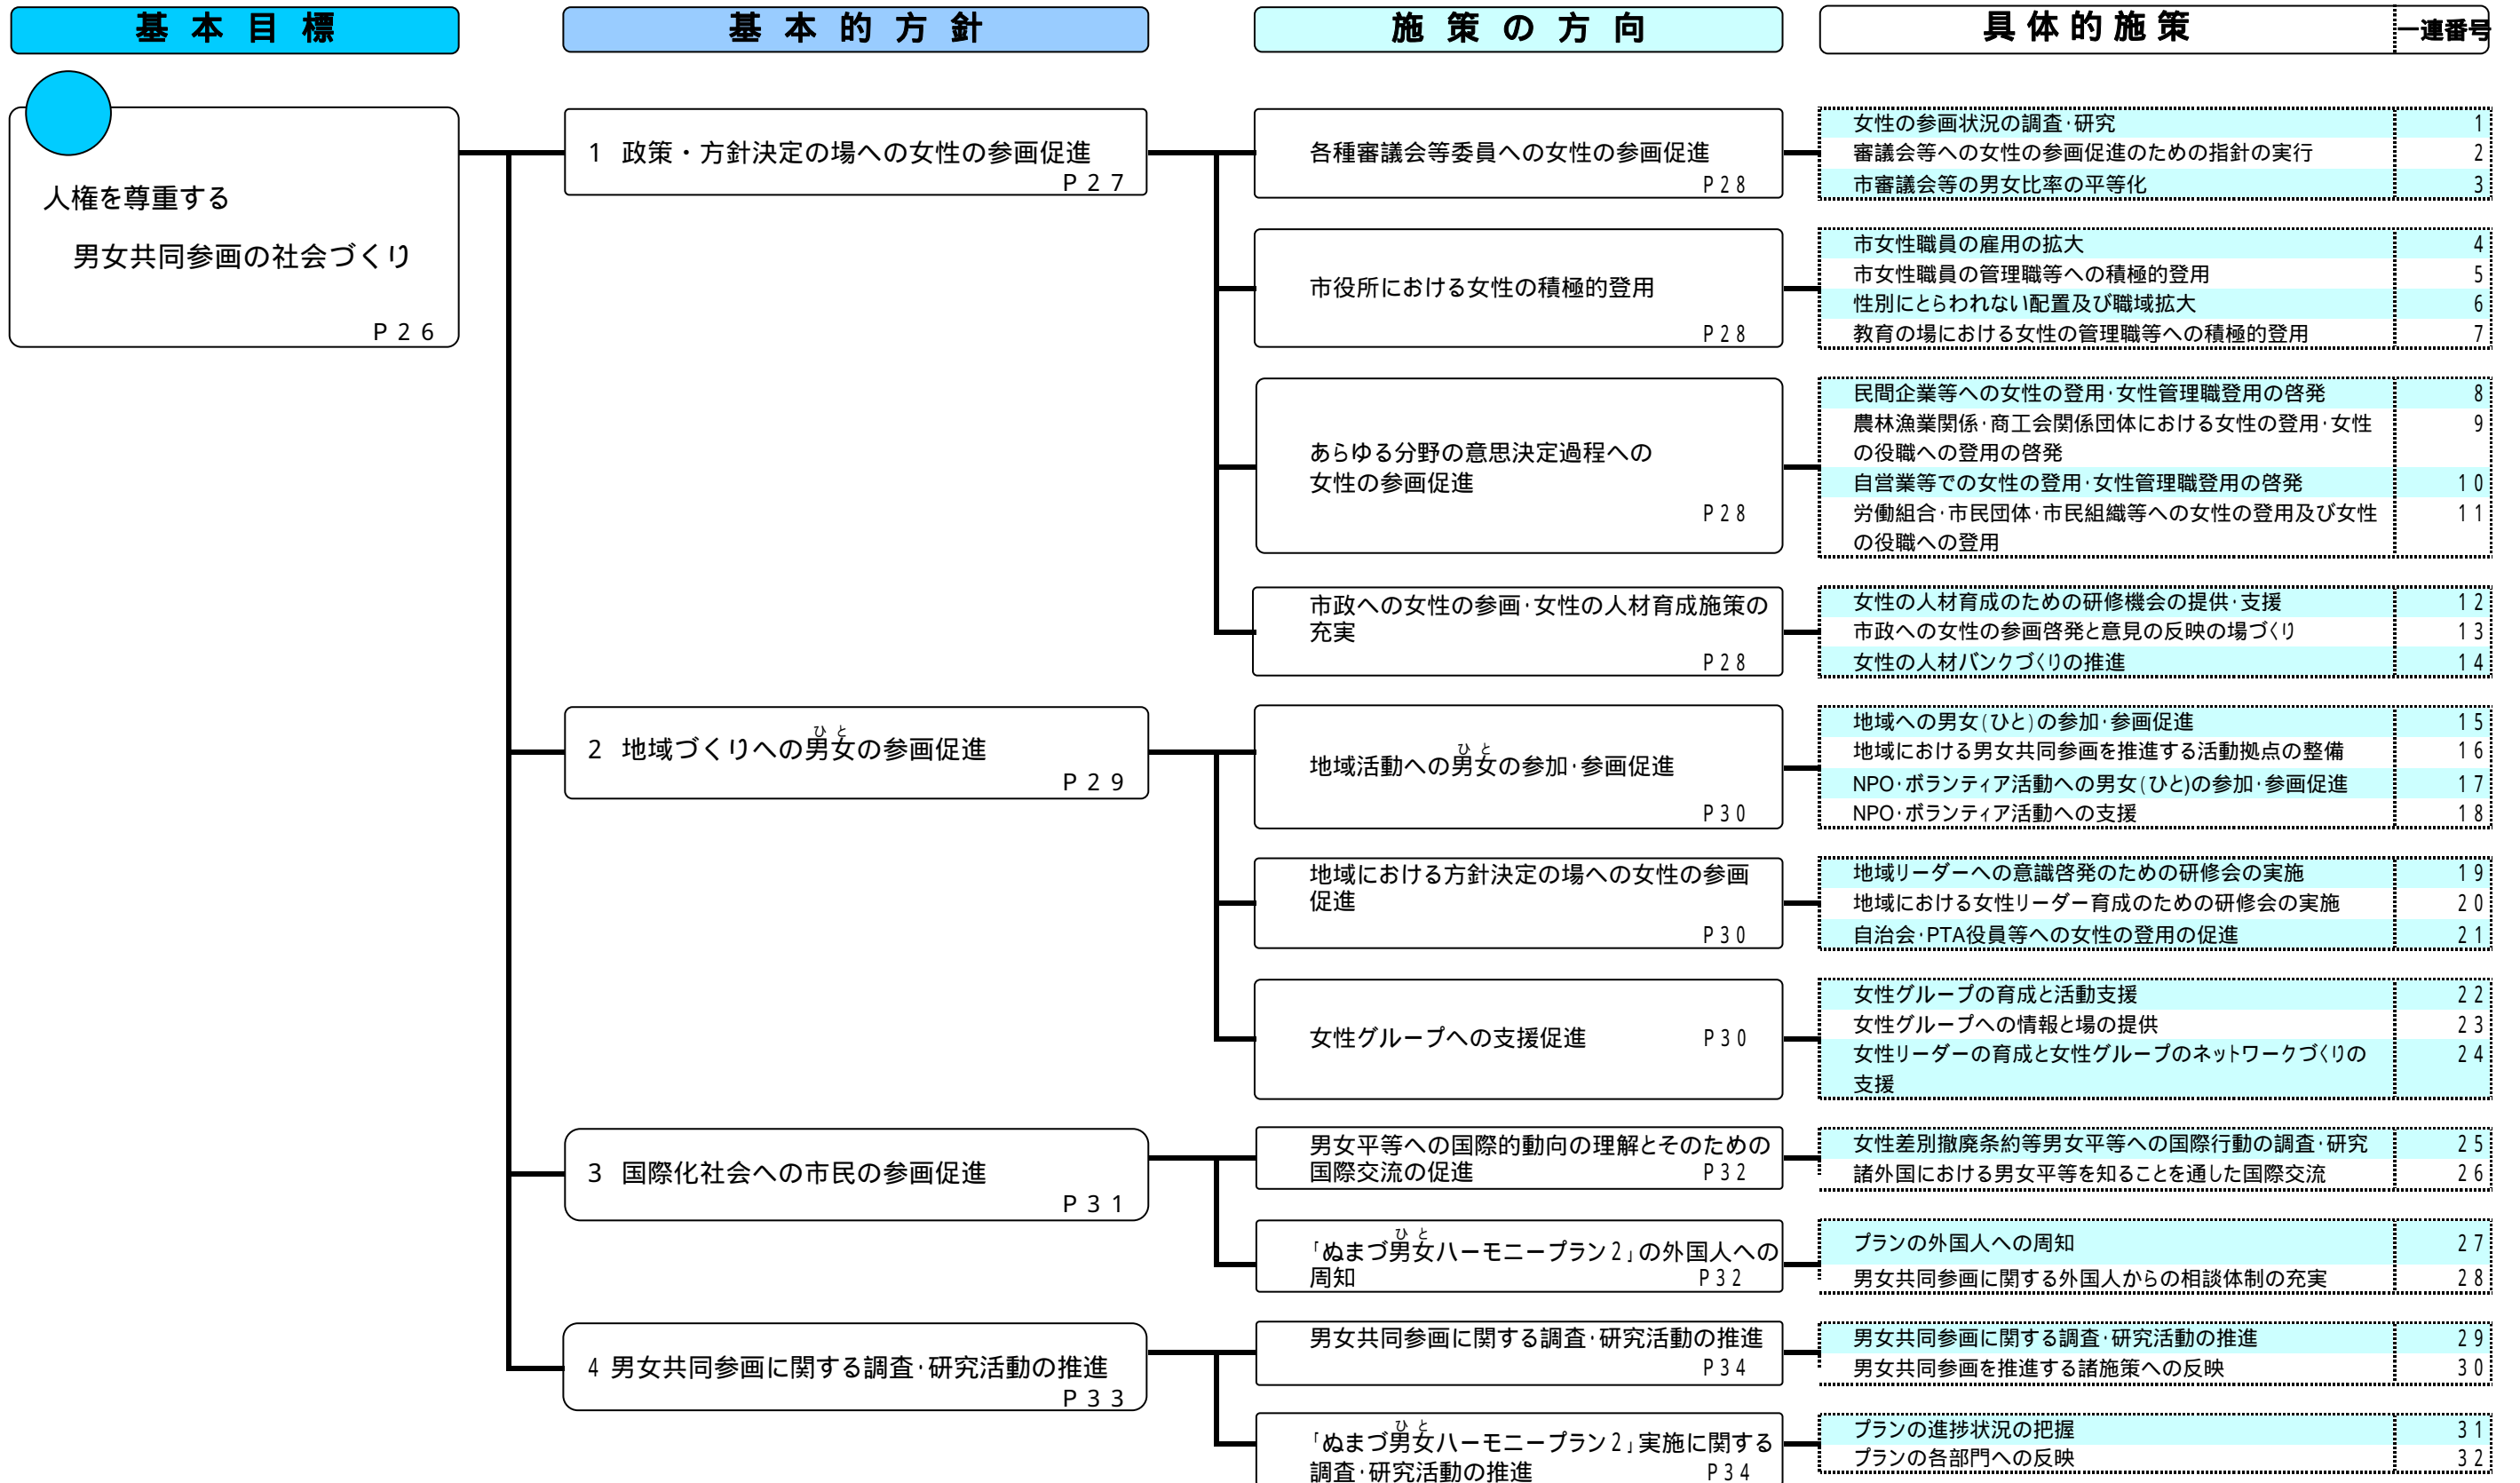 基本目標
基本的方針
施策の方向
具体的施策
一連番号
人権を尊重する
男女共同参画の社会づくり
P26
1 政策・方針決定の場への女性の参画促進
P27
各種審議会等委員への女性の参画促進
P28
女性の参画状況の調査・研究 1
審議会等への女性の参画促進のための指針の実行 2
市審議会等の男女比率の平等化 3
市役所における女性の積極的登用
P28
市女性職員の雇用の拡大 4
市女性職員の管理職等への積極的登用 5
性別にとらわれない配置及び職域拡大 6
教育の場における女性の管理職等への積極的登用 7
あらゆる分野の意思決定過程への
女性の参画促進
P28
民間企業等への女性の登用・女性管理職登用の啓発 8
農林漁業関係・商工会関係団体における女性の登用・女性 9
の役職への登用の啓発
自営業等での女性の登用・女性管理職登用の啓発 10
労働組合・市民団体・市民組織等への女性の登用及び女性 11
の役職への登用
市政への女性の参画・女性の人材育成施策の
充実
P28
女性の人材育成のための研修機会の提供・支援 12
市政への女性の参画啓発と意見の反映の場づくり 13
女性の人材バンクづくりの推進 14
2 地域づくりへの男女の参画促進
ひと
P29
地域活動への男女の参加・参画促進
ひと
P30
地域への男女(ひと)の参加・参画促進 15
地域における男女共同参画を推進する活動拠点の整備 16
NPO・ボランティア活動への男女(ひと)の参加・参画促進 17
NPO・ボランティア活動への支援 18
地域における方針決定の場への女性の参画
促進
P30
地域リーダーへの意識啓発のための研修会の実施 19
地域における女性リーダー育成のための研修会の実施 20
自治会・PTA役員等への女性の登用の促進 21
女性グループへの支援促進 P30
女性グループの育成と活動支援 22
女性グループへの情報と場の提供 23
女性リーダーの育成と女性グループのネットワークづくりの 24
支援
3 国際化社会への市民の参画促進
P31
男女平等への国際的動向の理解とそのための
国際交流の促進 P32
女性差別撤廃条約等男女平等への国際行動の調査・研究 25
諸外国における男女平等を知ることを通した国際交流 26
ひと
「ぬまづ男女ハーモニープラン2」の外国人への
周知 P32
プランの外国人への周知 27
男女共同参画に関する外国人からの相談体制の充実 28
4 男女共同参画に関する調査・研究活動の推進
P33
男女共同参画に関する調査・研究活動の推進
P34
男女共同参画に関する調査・研究活動の推進 29
男女共同参画を推進する諸施策への反映 30
ひと
「ぬまづ男女ハーモニープラン2」実施に関する
調査・研究活動の推進 P34
プランの進捗状況の把握 31
プランの各部門への反映 32